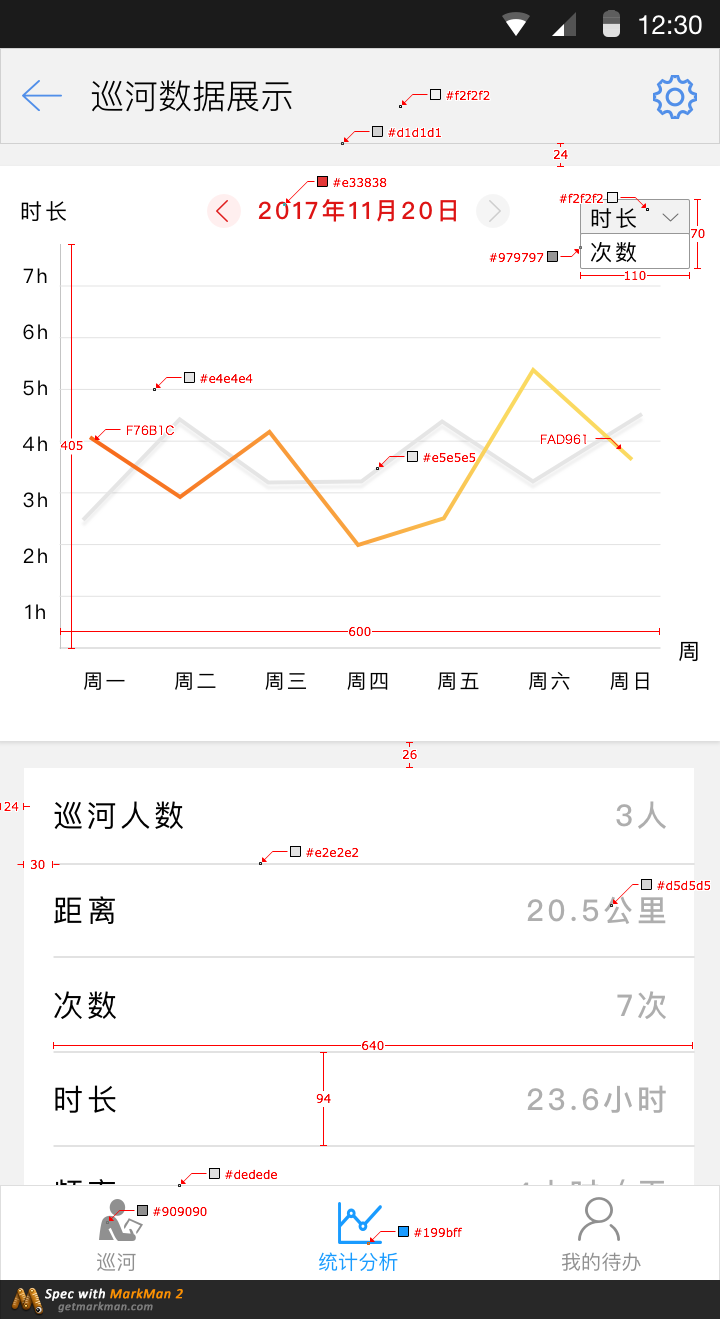 12:30
巡河数据展示
#f2f2f2
#d1d1d1
24
#e33838
#f2f2f2
时长
2017年11月20日
时长
70
#979797
次数
110
7h
6h
5h
#e4e4e4
F76B1C
FAD961
4h
405
#e5e5e5
3h
2h
1h
600
周
周一 周二 周三 周四 周五 周六 周日
26
24
巡河人数 3人
#e2e2e2
30
#d5d5d5
距离 20.5公里
次数 7次
640
时长 23.6小时
94
#dedede
#909090
#199bff
巡河 统计分析 我的待办
Spec with MarkMan 2
getmarkman.com